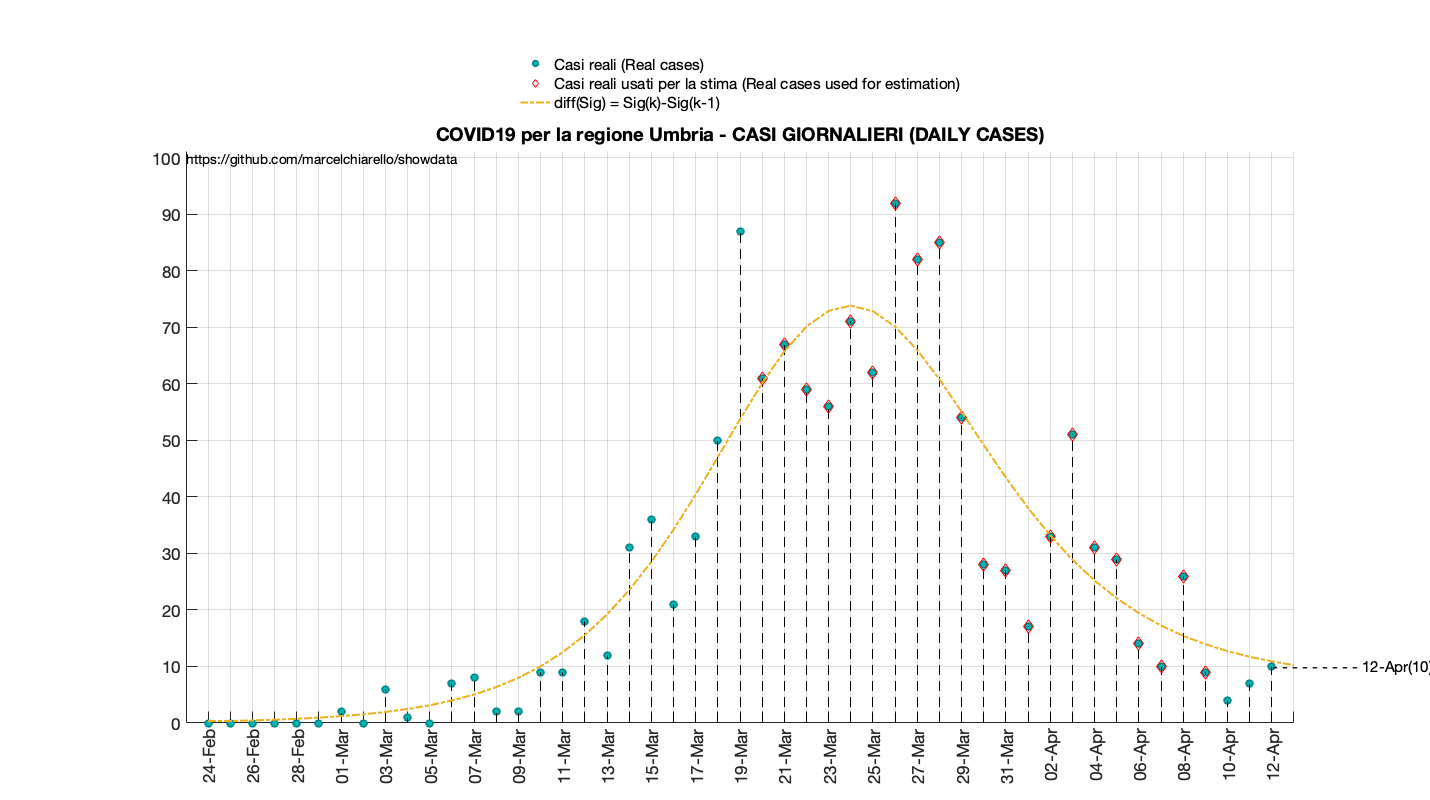 Casi reali (Real cases)
Casi reali usati per la stima (Real cases used for estimation)
diff(Sig) = Sig(k)-Sig(k-1)
COVID19 per la regione Umbria - CASI GIORNALIERI (DAILY CASES)
https://github.com/marcelchiarello/showdata
100
90
80
70
60
50
40
30
20
10
0
12-Apr(10)
24-Feb
26-Feb
28-Feb
01-Mar
03-Mar
05-Mar
07-Mar
09-Mar
11-Mar
13-Mar
15-Mar
17-Mar
19-Mar
21-Mar
23-Mar
25-Mar
27-Mar
29-Mar
31-Mar
02-Apr
04-Apr
06-Apr
08-Apr
10-Apr
12-Apr